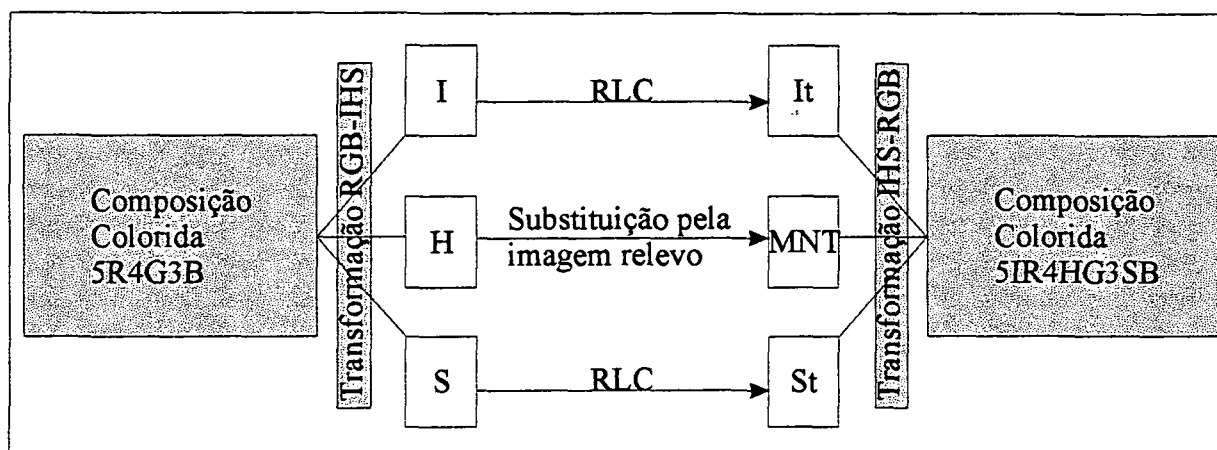 Composição
Colorida
5R4G3B
Transformação RGB-IHS
I
RLC
It
H
Substituição pela
imagem relevo
MNT
S
RLC
St
Transformação IHS-RGB
Composição
Colorida
5IR4HG3SB